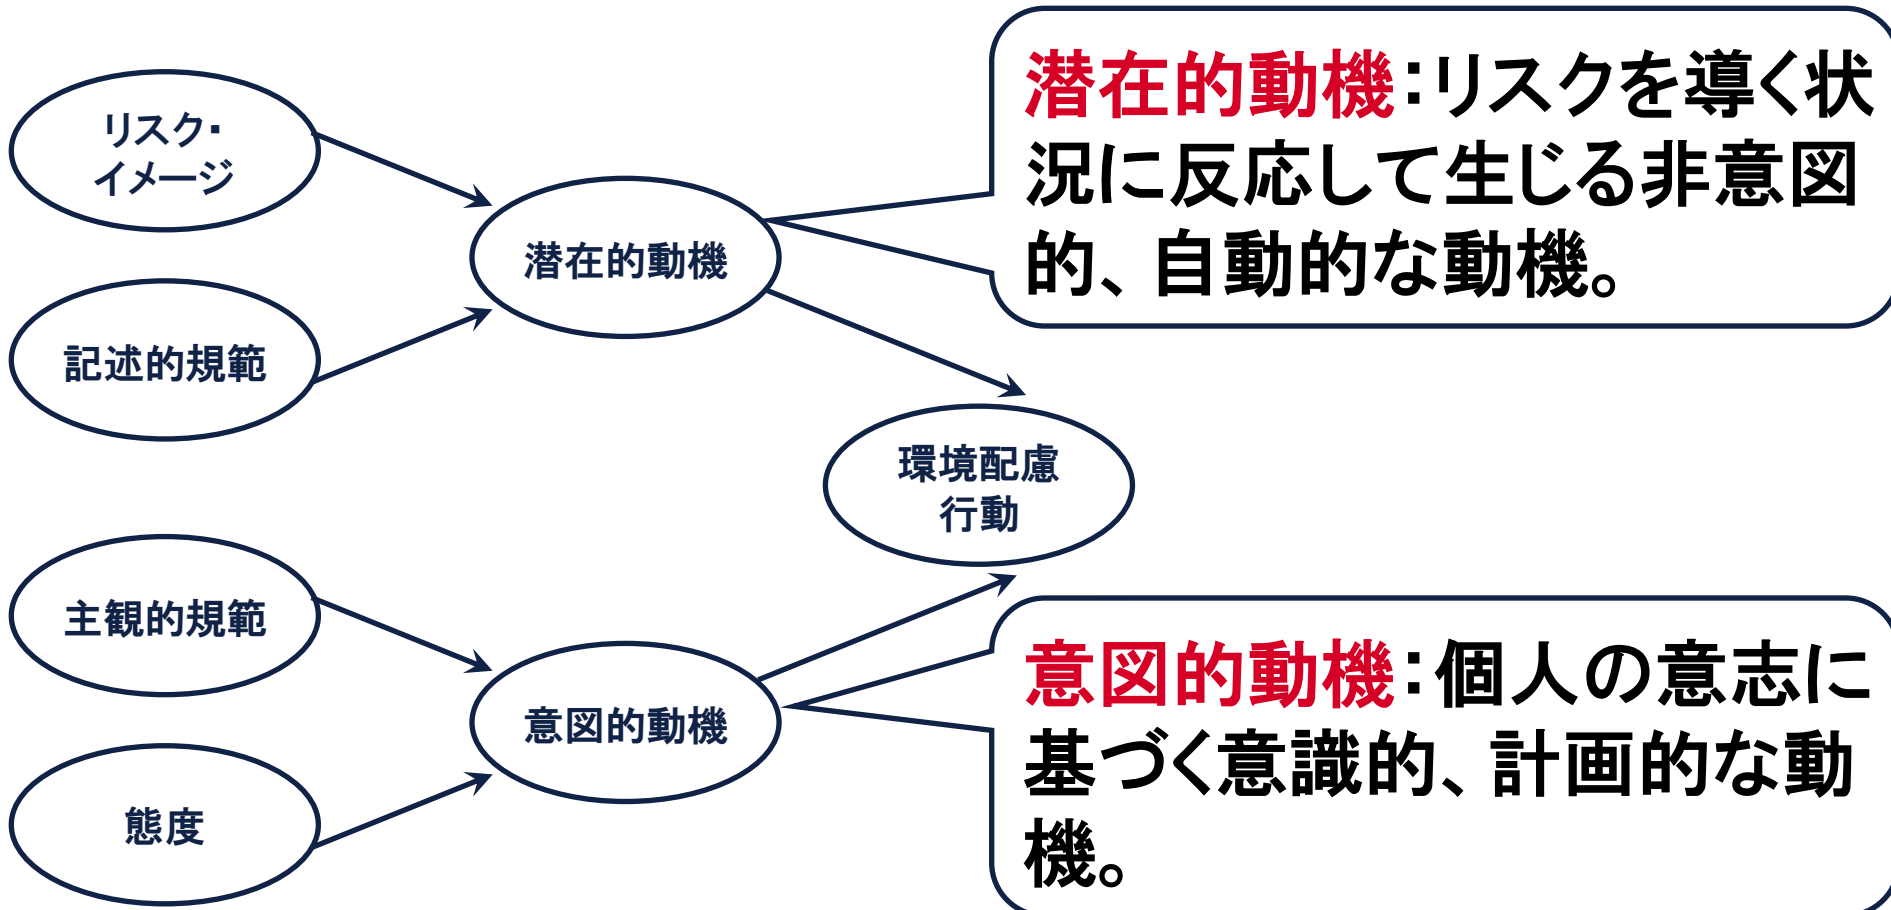 リスク・
イメージ
記述的規範
主観的規範
態度
潜在的動機
意図的動機
環境配慮
行動
潜在的動機：リスクを導く状
況に反応して生じる非意図
的、自動的な動機。
意図的動機：個人の意志に
基づく意識的、計画的な動
機。